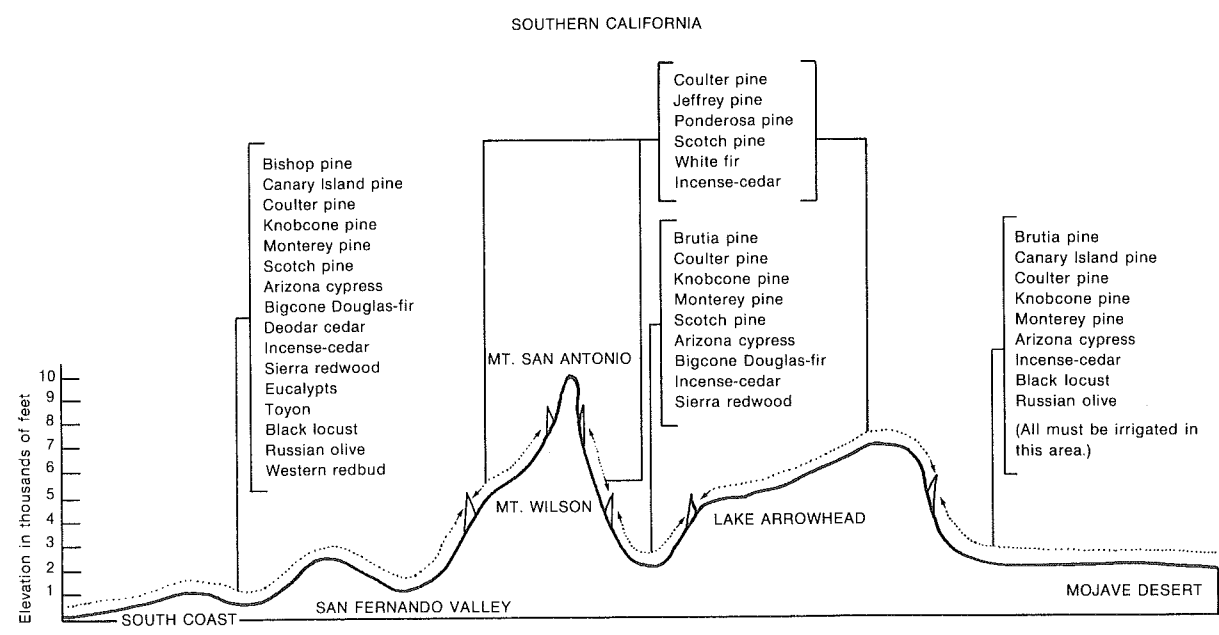 SOUTHERN CALIFORNIA
Coulter pine
Jeffrey pine
Ponderosa pine
Scotch pine
White fir
Incense-cedar
Bishop pine
Canary Island pine
Coulter pine
Knobcone pine
Monterey pine
Scotch pine
Arizona cypress
Bigcone Douglas-fir
Deodar cedar
Incense-cedar
Sierra redwood
Eucalypts
Toyon
Black locust
Russian olive
Western redbud
Brutia pine
Coulter pine
Knobcone pine
Monterey pine
Scotch pine
Arizona cypress
Bigcone Douglas-fir
Incense-cedar
Sierra redwood
Brutia pine
Canary Island pine
Coulter pine
Knobcone pine
Monterey pine
Arizona cypress
Incense-cedar
Black locust
Russian olive
(All must be irrigated in
this area.)
Elevation in thousands of feet
10
9
8
7
6
5
4
3
2
1
MT. SAN ANTONIO
MT. WILSON
LAKE ARROWHEAD
MOJAVE DESERT
SAN FERNANDO VALLEY
SOUTH COAST